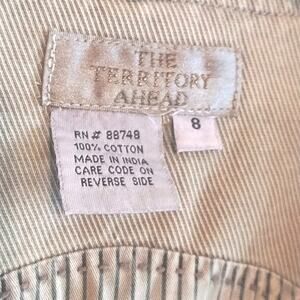 THE
TERRITORY
AHEAD
8
RN # 88748
100% COTTON
MADE IN INDIA
CARE CODE ON
REVERSE SIDE